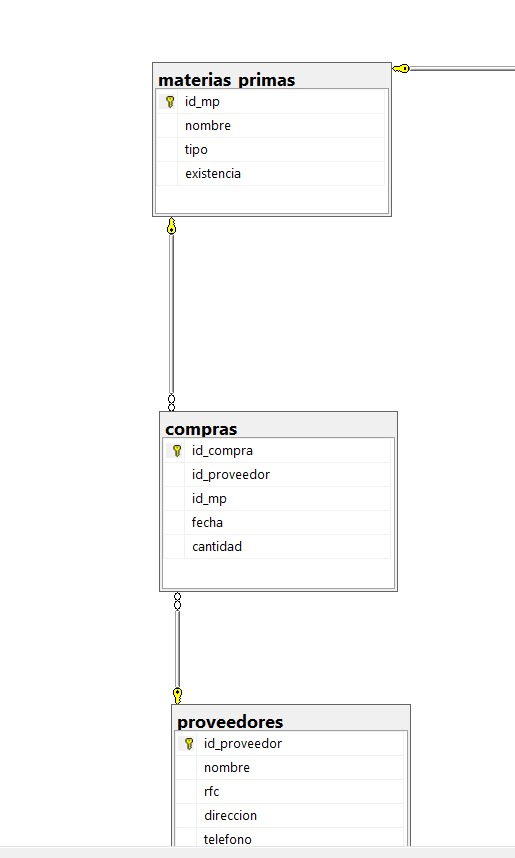 materias_primas
id_mp
nombre
tipo
existencia
compras
id_compra
id_proveedor
id_mp
fecha
cantidad
proveedores
id_proveedor
nombre
rfc
direccion
telefono